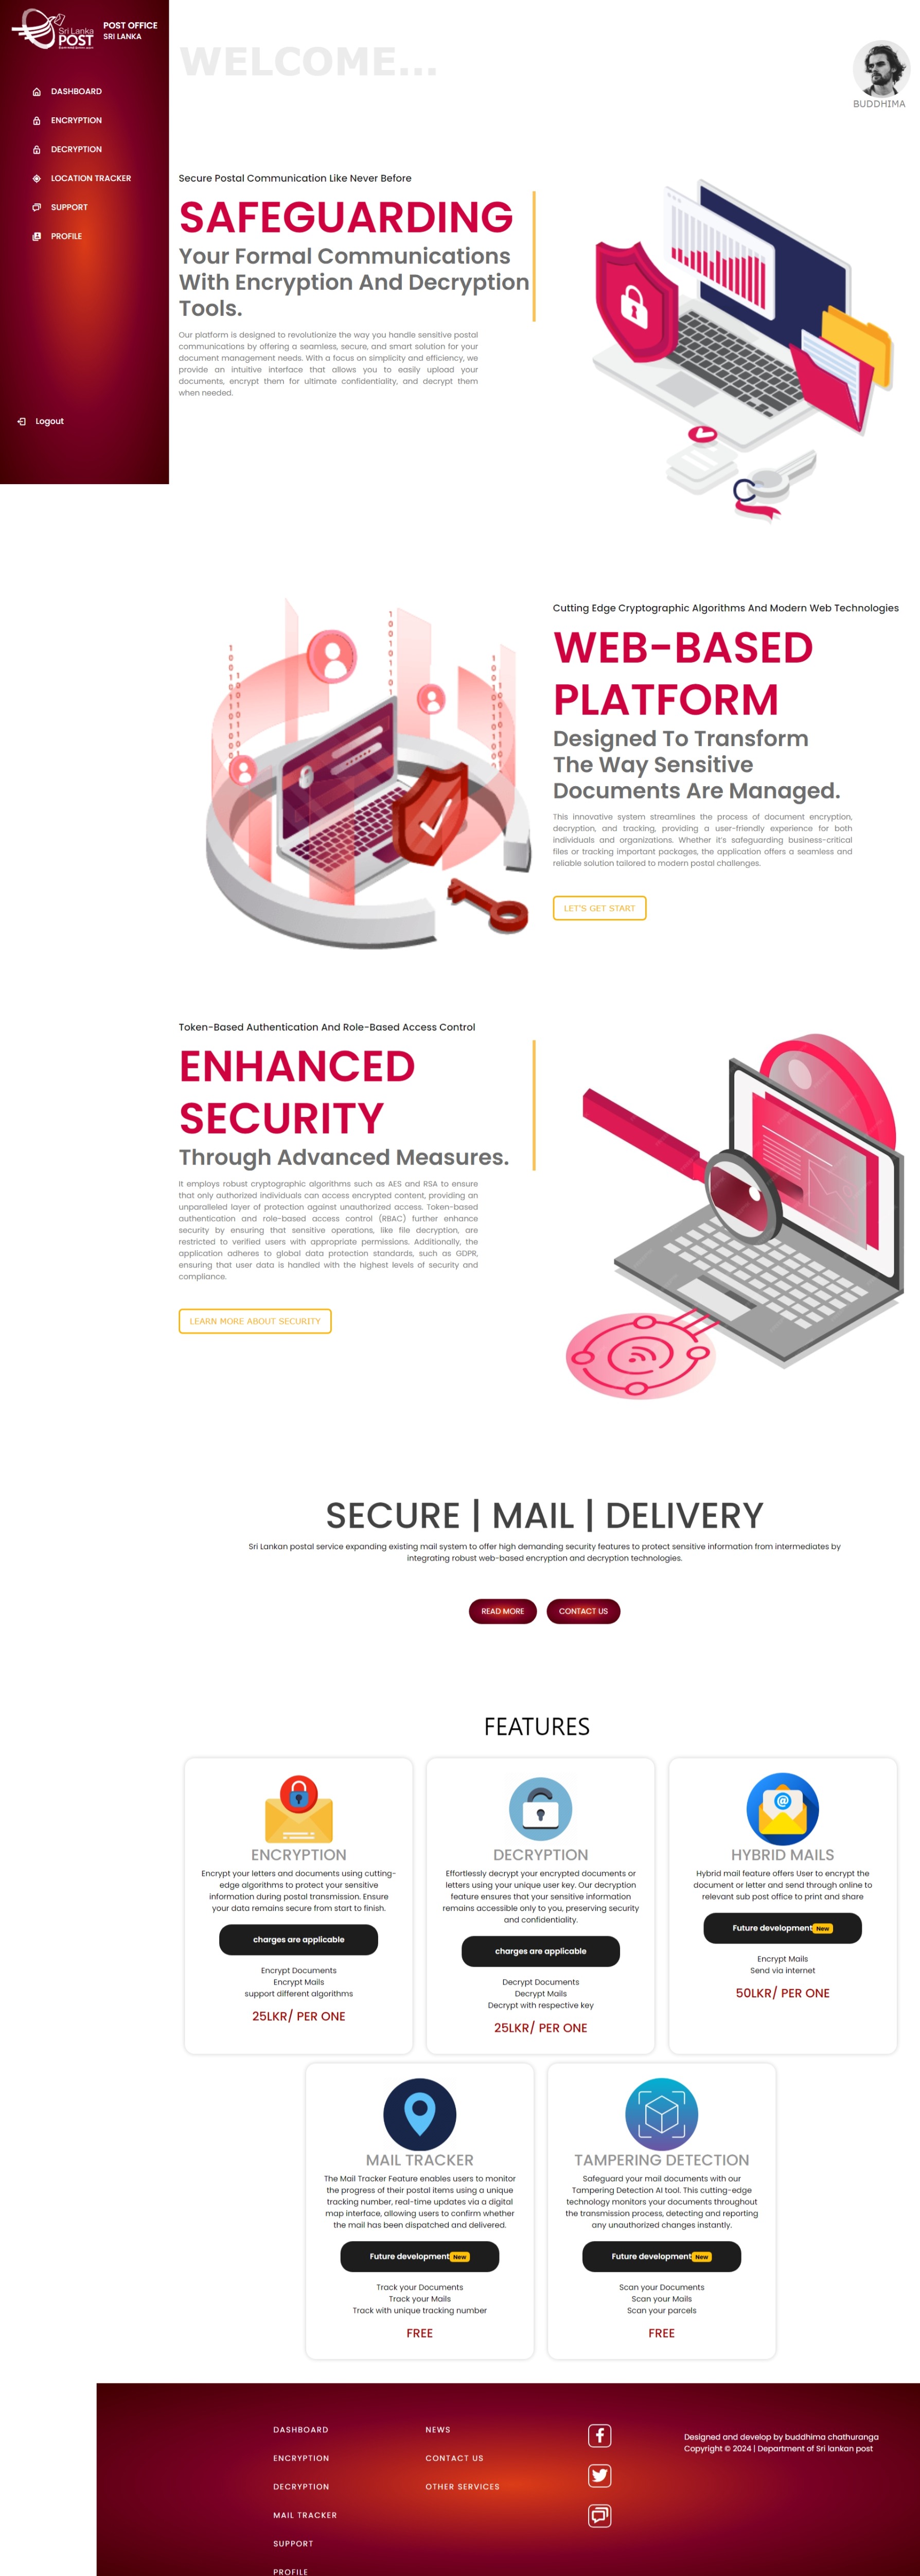 Sri Lanka
POST
POST OFFICE
SRI LANKA
DASHBOARD
ENCRYPTION
DECRYPTION
LOCATION TRACKER
SUPPORT
PROFILE
Logout
WELCOME...
BUDDHIMA
Secure Postal Communication Like Never Before
SAFEGUARDING
Your Formal Communications
With Encryption And Decryption
Tools.
Our platform is designed to revolutionize the way you handle sensitive postal
communications by offering a seamless, secure, and smart solution for your
document management needs. With a focus on simplicity and efficiency, we
provide an intuitive interface that allows you to easily upload your
documents, encrypt them for ultimate confidentiality, and decrypt them
when needed.
Cutting Edge Cryptographic Algorithms And Modern Web Technologies
WEB-BASED
PLATFORM
Designed To Transform
The Way Sensitive
Documents Are Managed.
This innovative system streamlines the process of document encryption,
decryption, and tracking, providing a user-friendly experience for both
individuals and organizations. Whether it's safeguarding business-critical
files or tracking important packages, the application offers a seamless and
reliable solution tailored to modern postal challenges.
LET'S GET START
Token-Based Authentication And Role-Based Access Control
ENHANCED
SECURITY
Through Advanced Measures.
It employs robust cryptographic algorithms such as AES and RSA to ensure
that only authorized individuals can access encrypted content, providing an
unparalleled layer of protection against unauthorized access. Token-based
authentication and role-based access control (RBAC) further enhance
security by ensuring that sensitive operations, like file decryption, are
restricted to verified users with appropriate permissions. Additionally, the
application adheres to global data protection standards, such as GDPR,
ensuring that user data is handled with the highest levels of security and
compliance.
LEARN MORE ABOUT SECURITY
SECURE | MAIL | DELIVERY
Sri Lankan postal service expanding existing mail system to offer high demanding security features to protect sensitive information from intermediates by
integrating robust web-based encryption and decryption technologies.
READ MORE
CONTACT US
FEATURES
ENCRYPTION
Encrypt your letters and documents using cutting-
edge algorithms to protect your sensitive
information during postal transmission. Ensure
your data remains secure from start to finish.
charges are applicable
Encrypt Documents
Encrypt Mails
support different algorithms
25LKR/ PER ONE
DECRYPTION
Effortlessly decrypt your encrypted documents or
letters using your unique user key. Our decryption
feature ensures that your sensitive information
remains accessible only to you, preserving security
and confidentiality.
charges are applicable
Decrypt Documents
Decrypt Mails
Decrypt with respective key
25LKR/ PER ONE
HYBRID MAILS
Hybrid mail feature offers User to encrypt the
document or letter and send through online to
relevant sub post office to print and share
Future development New
Encrypt Mails
Send via internet
50LKR/ PER ONE
MAIL TRACKER
The Mail Tracker Feature enables users to monitor
the progress of their postal items using a unique
tracking number, real-time updates via a digital
map interface, allowing users to confirm whether
the mail has been dispatched and delivered.
Future development New
Track your Documents
Track your Mails
Track with unique tracking number
FREE
TAMPERING DETECTION
Safeguard your mail documents with our
Tampering Detection AI tool. This cutting-edge
technology monitors your documents throughout
the transmission process, detecting and reporting
any unauthorized changes instantly.
Future development New
Scan your Documents
Scan your Mails
Scan your parcels
FREE
DASHBOARD
ENCRYPTION
DECRYPTION
MAIL TRACKER
SUPPORT
PROFILE
NEWS
CONTACT US
OTHER SERVICES
Designed and develop by buddhima chathuranga
Copyright © 2024 | Department of Sri lankan post